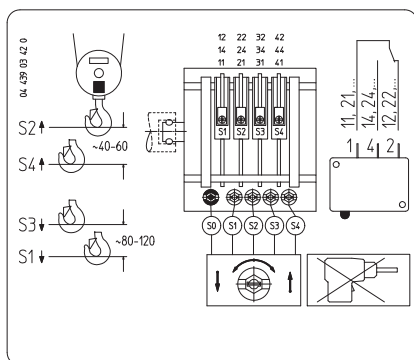 04 439 03 42 0
12 22 32 42
14 24 34 44
11 21 31 41
S1 S2 S3 S4
S2
~40-60
S4
S3
~80-120
S1
S0 S1 S2 S3 S4
11, 21,...
14, 24,...
12, 22,...
1 4 2